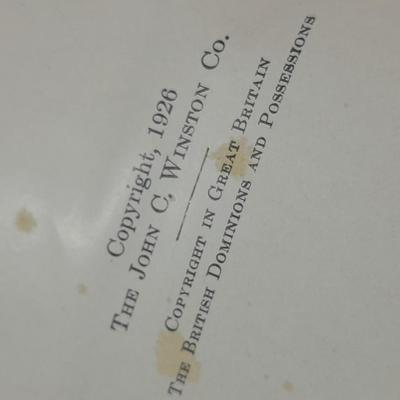 Copyright, 1926
THE JOHN C. WINSTON CO.
COPYRIGHT IN GREAT BRITAIN
THE BRITISH DOMINIONS AND POSSESSIONS